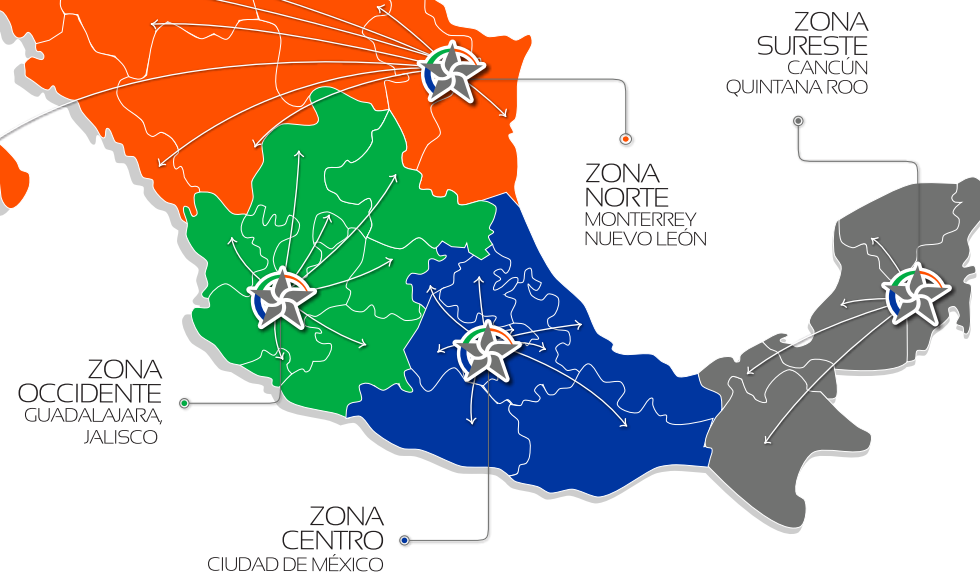 ZONA
SURESTE
CANCÚN
QUINTANA ROO
ZONA
NORTE
MONTERREY
NUEVO LEÓN
ZONA
OCCIDENTE
GUADALAJARA,
JALISCO
ZONA
CENTRO
CIUDAD DE MÉXICO